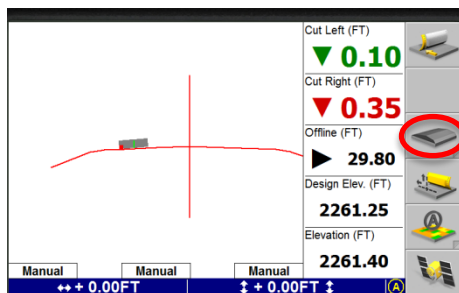 Cut Left (FT)
▼ 0.10
Cut Right (FT)
▼ 0.35
Offline (FT)
▶ 29.80
Design Elev. (FT)
2261.25
Elevation (FT)
2261.40
Manual Manual Manual
↔ + 0.00FT ↕ + 0.00FT ↕ A
A